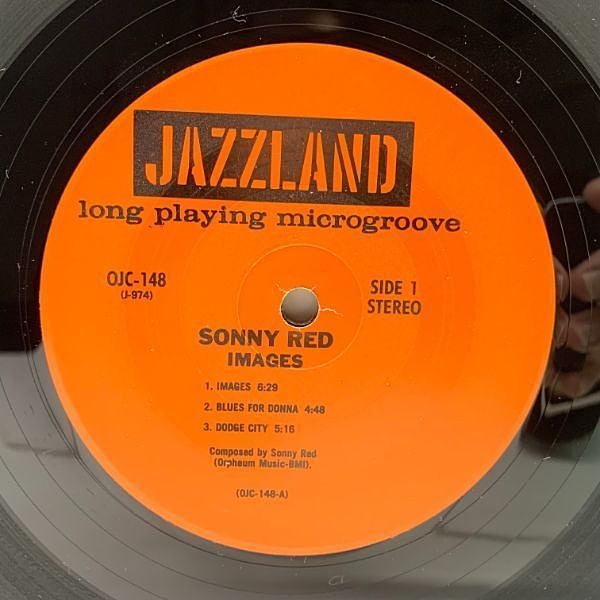 JAZZLAND
long playing microgroove
OJC-148
(J-974)
SIDE 1
STEREO
SONNY RED
IMAGES
1. IMAGES 6:29
2. BLUES FOR DONNA 4:48
3. DODGE CITY 5:16
Composed by Sonny Red
(Orpheum Music-BMI).
(OJC-148-A)